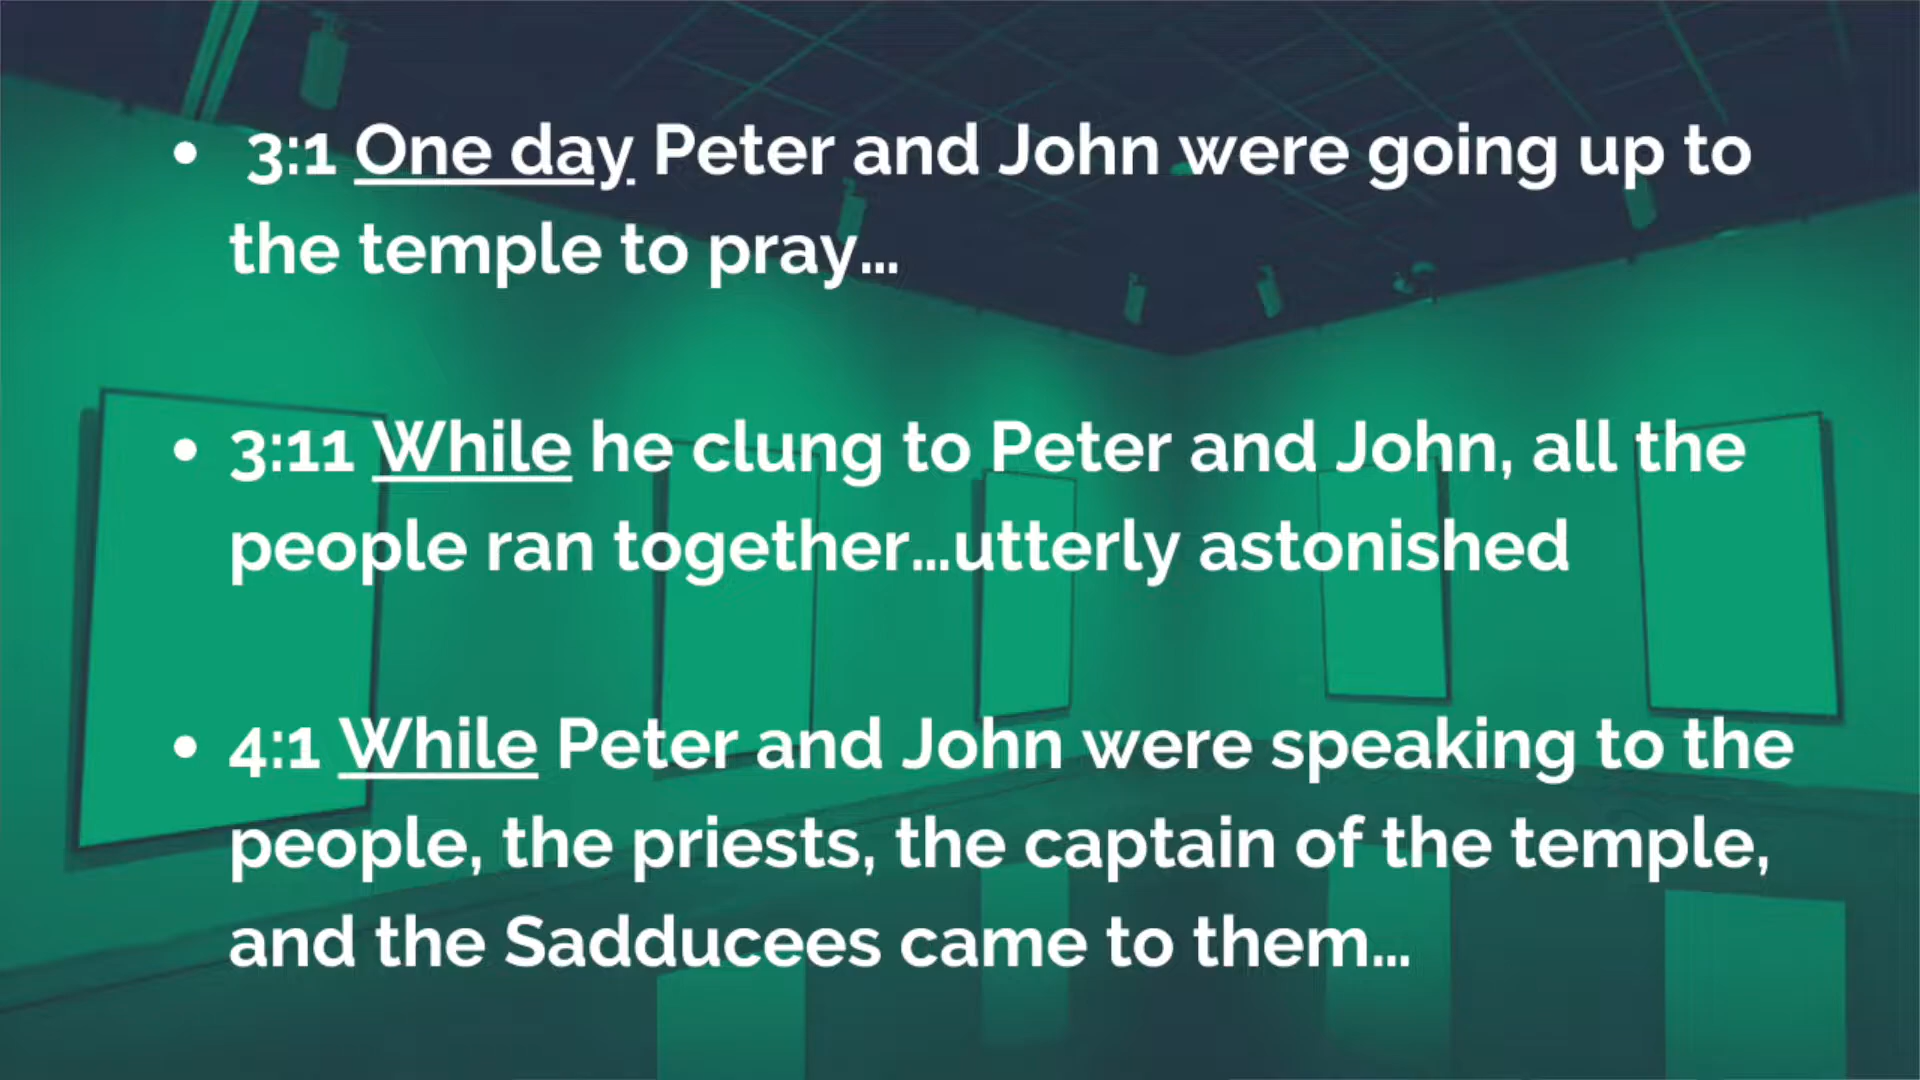 • 3:1 One day Peter and John were going up to
the temple to pray...
• 3:11 While he clung to Peter and John, all the
people ran together...utterly astonished
• 4:1 While Peter and John were speaking to the
people, the priests, the captain of the temple,
and the Sadducees came to them...